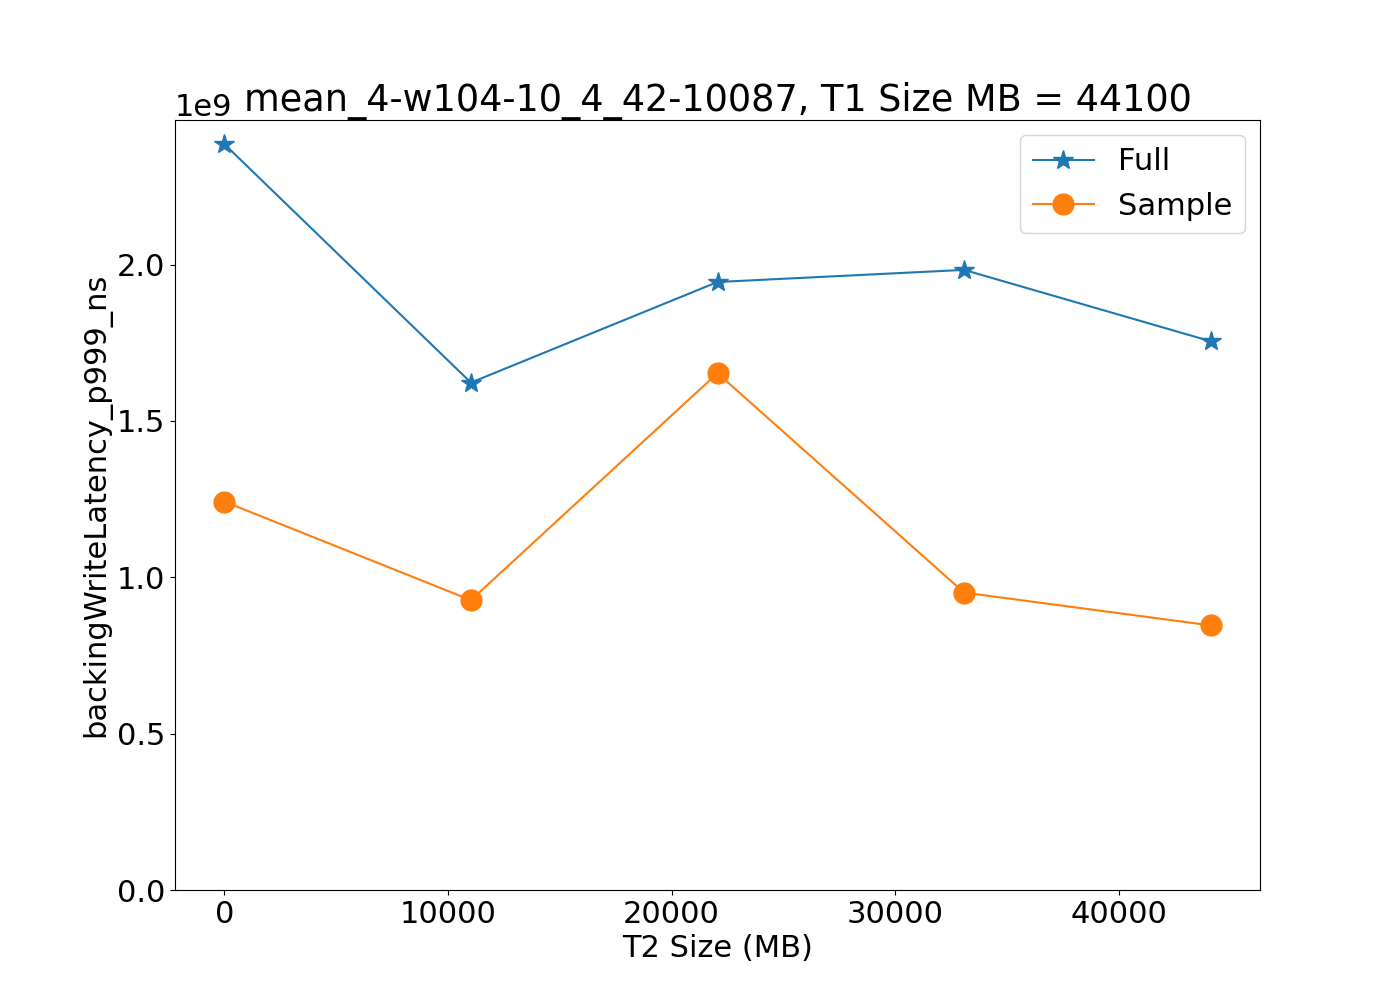 1e9
mean_4-w104-10_4_42-10087, T1 Size MB = 44100
Full
Sample
backingWriteLatency_p999_ns
2.0
1.5
1.0
0.5
0.0
0
10000
20000
30000
40000
T2 Size (MB)